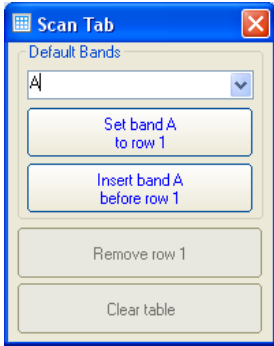 Scan Tab
Default Bands
A
Set band A
to row 1
Insert band A
before row 1
Remove row 1
Clear table